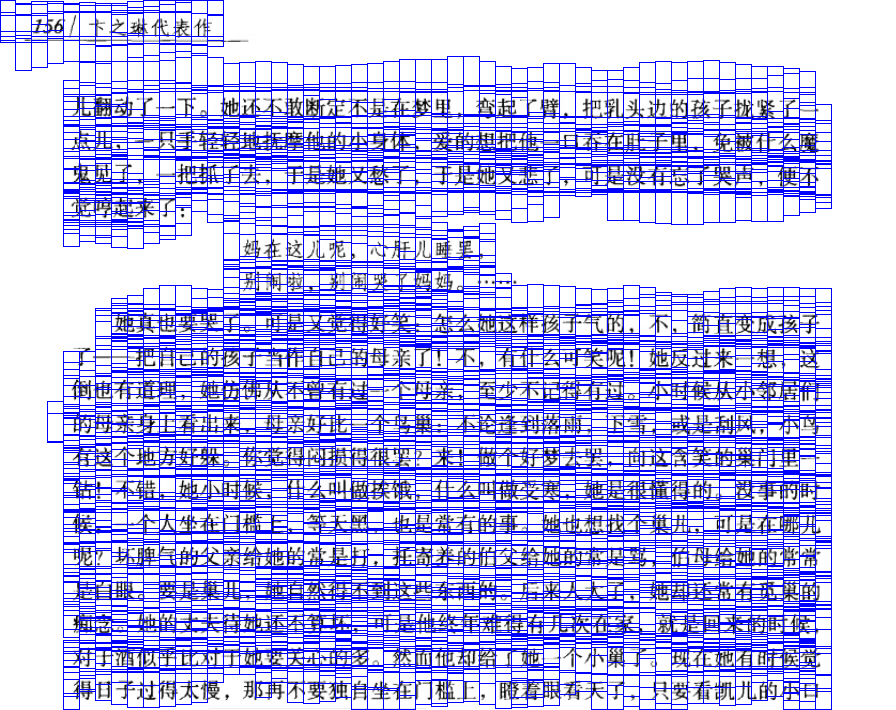 156/ 卞之琳代表作
儿翻动了一下。她还不敢断定不是在梦里，弯起了臂，把乳头边的孩子拢紧了一
点儿，一只手轻轻地抚摩他的小身体，爱的想把他一口吞在肚子里，免被什么魔
鬼见了，一把抓了去，于是她又愁了，于是她又悲了，可是没有忘了哭声，便不
觉哼起来了：
妈在这儿呢，心肝儿睡罢，
别闹啦，别闹哭了妈妈。……
她真也要哭了。可是又觉得好笑：怎么她这样孩子气的，不，简直变成孩子
了——把自己的孩子当作自己的母亲了！不，有什么可笑呢！她反过来一想，这
倒也有道理，她仿佛从不曾有过一个母亲，至少不记得有过。小时候从小邻居们
的母亲身上看出来，母亲好比一个鸟巢：不论逢到落雨，下雪，或是刮风，小鸟
有这个地方好躲。你觉得闷损得很罢？来！做个好梦去罢，向这含笑的巢门里一
钻！不错，她小时候，什么叫做挨饿，什么叫做受寒，她是很懂得的。没事的时
候，一个人坐在门槛上，等天黑，也是常有的事。她也想找个巢儿，可是在哪儿
呢？坏脾气的父亲给她的常是打，托寄养的伯父给她的常是骂，伯母给她的常常
是白眼。要是巢儿，她自然得不到这些东西的。后来人大了，她却还常有觅巢的
痴念。她的丈夫待她还不算坏，可是他终年难得有几次在家，就是回来的时候，
对于酒似乎比对于她要关心的多。然而他却给了她一个小巢了。现在她有时候觉
得日子过得太慢，那再不要独自坐在门槛上，瞪着眼看天了，只要看凯儿的小口